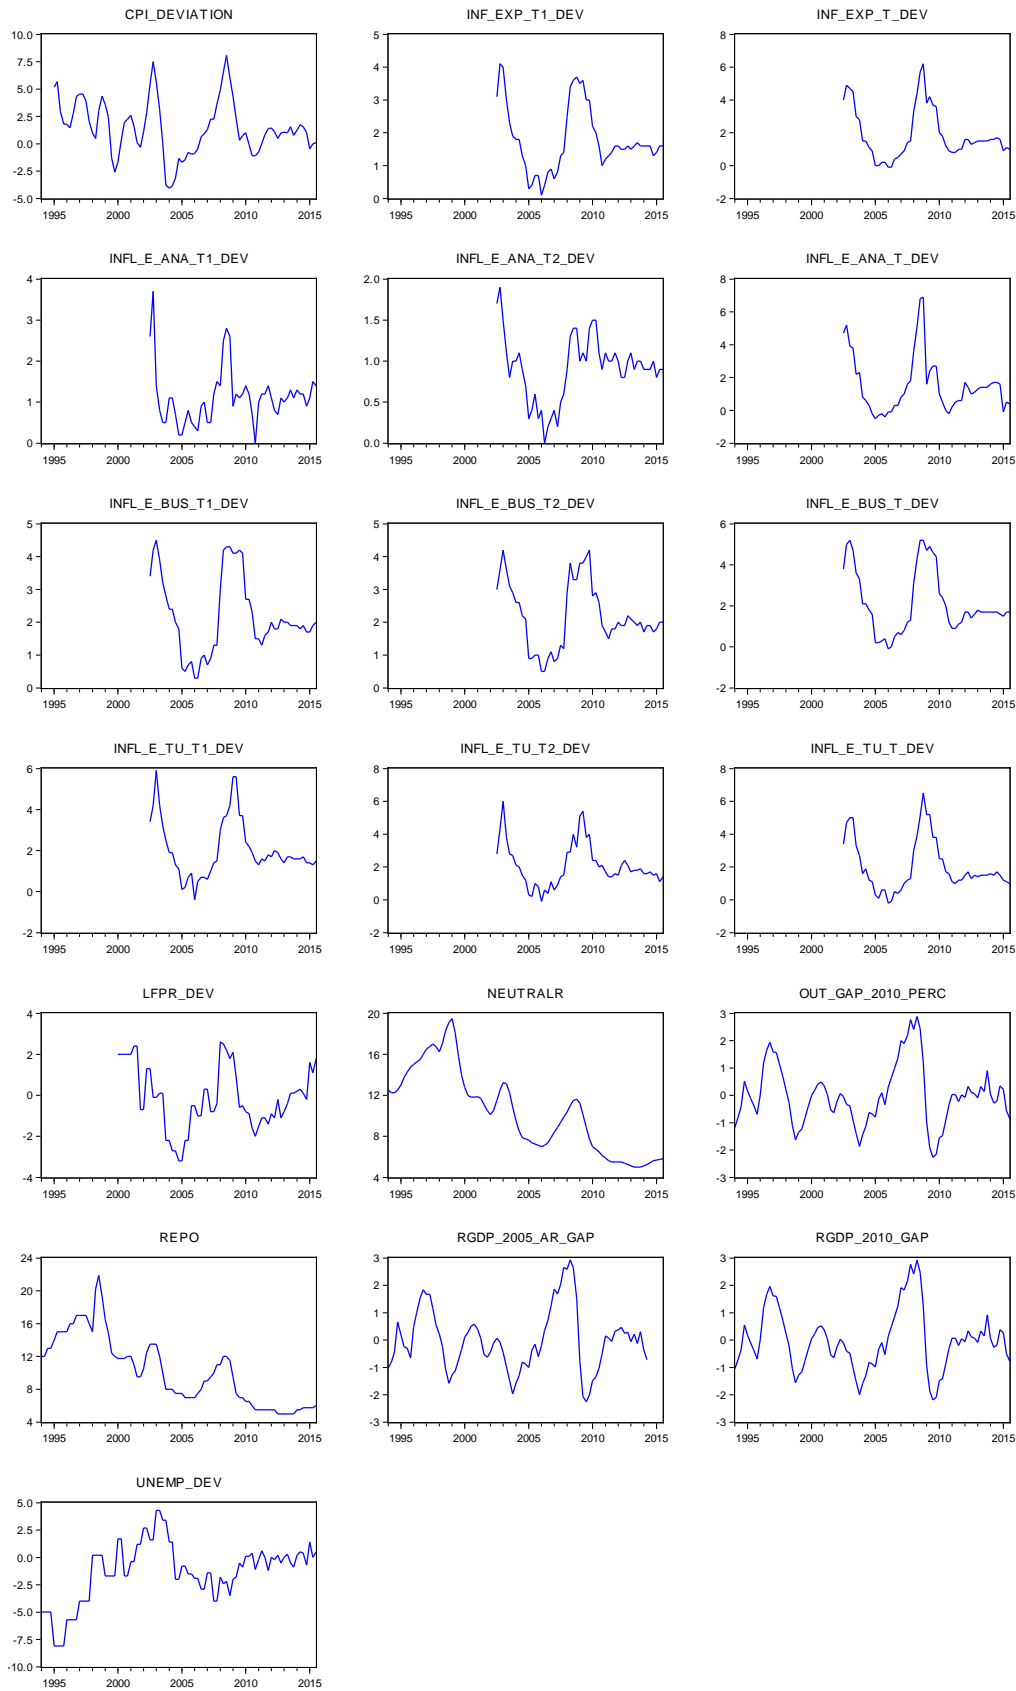 CPI_DEVIATION
10.0
7.5
5.0
2.5
0.0
-2.5
-5.0
1995 2000 2005 2010 2015
INF_EXP_T1_DEV
5
4
3
2
1
0
1995 2000 2005 2010 2015
INF_EXP_T_DEV
8
6
4
2
0
-2
1995 2000 2005 2010 2015
INFL_E_ANA_T1_DEV
4
3
2
1
0
1995 2000 2005 2010 2015
INFL_E_ANA_T2_DEV
2.0
1.5
1.0
0.5
0.0
1995 2000 2005 2010 2015
INFL_E_ANA_T_DEV
8
6
4
2
0
-2
1995 2000 2005 2010 2015
INFL_E_BUS_T1_DEV
5
4
3
2
1
0
1995 2000 2005 2010 2015
INFL_E_BUS_T2_DEV
5
4
3
2
1
0
1995 2000 2005 2010 2015
INFL_E_BUS_T_DEV
6
4
2
0
-2
1995 2000 2005 2010 2015
INFL_E_TU_T1_DEV
6
4
2
0
-2
1995 2000 2005 2010 2015
INFL_E_TU_T2_DEV
8
6
4
2
0
-2
1995 2000 2005 2010 2015
INFL_E_TU_T_DEV
8
6
4
2
0
-2
1995 2000 2005 2010 2015
LFPR_DEV
4
2
0
-2
-4
1995 2000 2005 2010 2015
NEUTRALR
20
16
12
8
4
1995 2000 2005 2010 2015
OUT_GAP_2010_PERC
3
2
1
0
-1
-2
-3
1995 2000 2005 2010 2015
REPO
24
20
16
12
8
4
1995 2000 2005 2010 2015
RGDP_2005_AR_GAP
3
2
1
0
-1
-2
-3
1995 2000 2005 2010 2015
RGDP_2010_GAP
3
2
1
0
-1
-2
-3
1995 2000 2005 2010 2015
UNEMP_DEV
5.0
2.5
0.0
-2.5
-5.0
-7.5
-10.0
1995 2000 2005 2010 2015